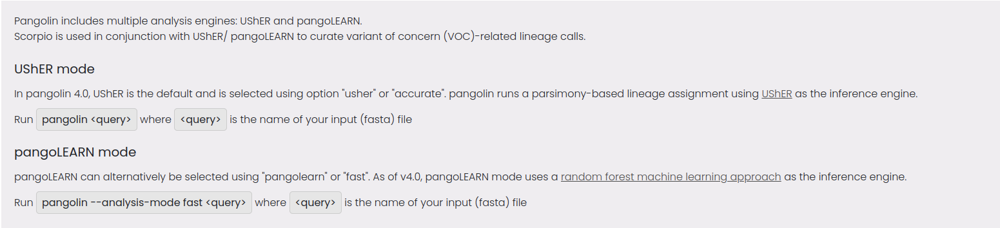 Pangolin includes multiple analysis engines: UShER and pangoLEARN.
Scorpio is used in conjunction with UShER/ pangoLEARN to curate variant of concern (VOC)-related lineage calls.
UShER mode
In pangolin 4.0, UShER is the default and is selected using option "usher" or "accurate". pangolin runs a parsimony-based lineage assignment using UShER as the inference engine.
Run pangolin <query> where <query> is the name of your input (fasta) file
pangoLEARN mode
pangoLEARN can alternatively be selected using "pangolearn" or "fast". As of v4.0, pangoLEARN mode uses a random forest machine learning approach as the inference engine.
Run pangolin --analysis-mode fast <query> where <query> is the name of your input (fasta) file